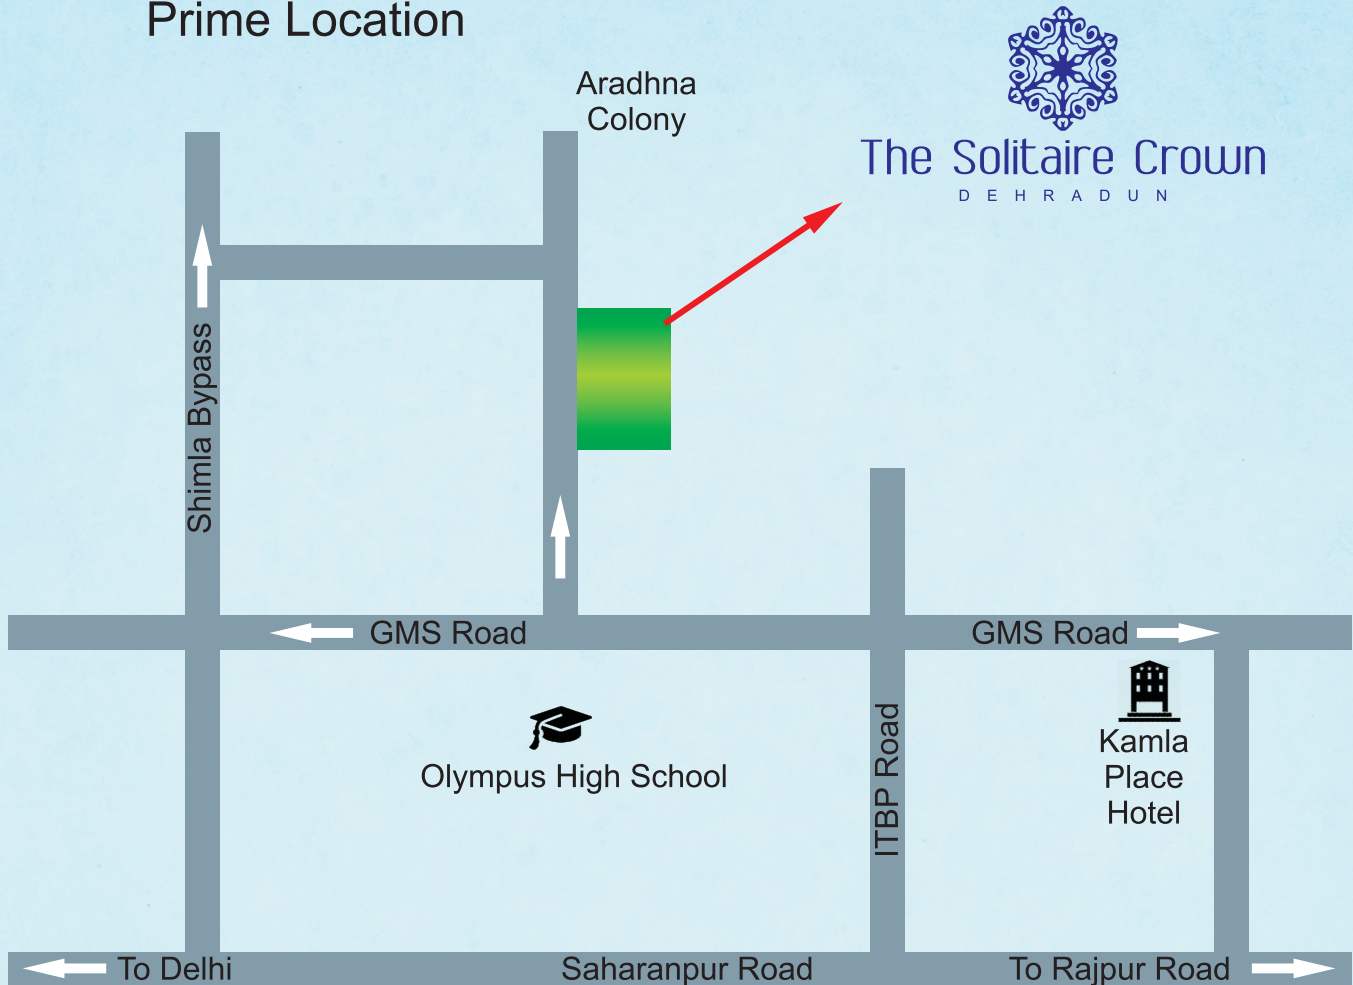 Prime Location
Aradhna
Colony
The Solitaire Crown
DEHRADUN
Shimla Bypass
GMS Road
GMS Road
Olympus High School
ITBP Road
Kamla
Place
Hotel
To Delhi
Saharanpur Road
To Rajpur Road